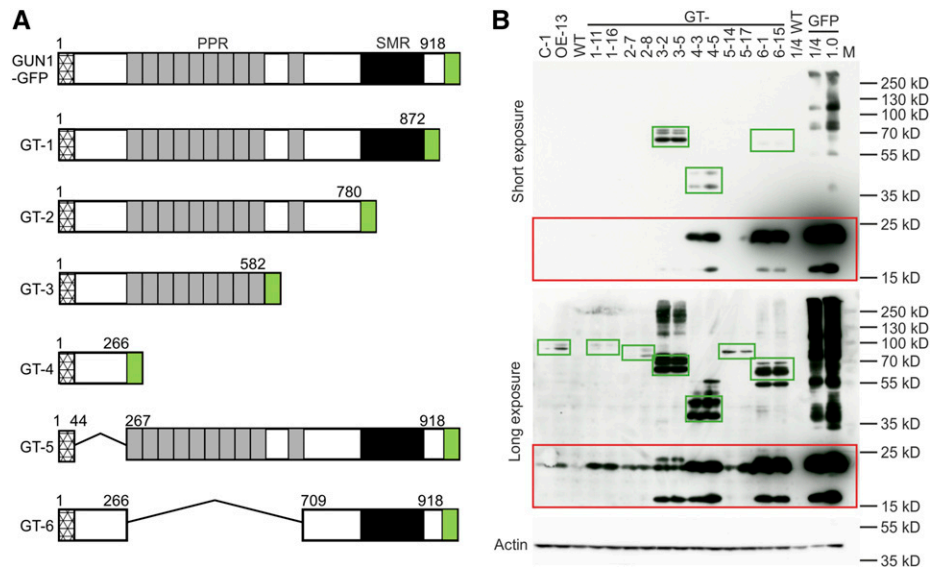 A
1 PPR SMR 918
GUN1
-GFP
1 872
GT-1
1 780
GT-2
1 582
GT-3
1 266
GT-4
1 44 267 918
GT-5
1 266 709 918
GT-6
B
GT- GFP
C-1 OE-13 WT 1-11 1-16 2-7 2-8 3-2 3-5 4-3 4-5 5-14 5-17 6-1 6-15 1/4 WT 1/4 1.0 M
Short exposure
250 kD
130 kD
70 kD
55 kD
35 kD
25 kD
15 kD
Long exposure
250 kD
130 kD
100 kD
70 kD
55 kD
35 kD
25 kD
15 kD
Actin
55 kD
35 kD